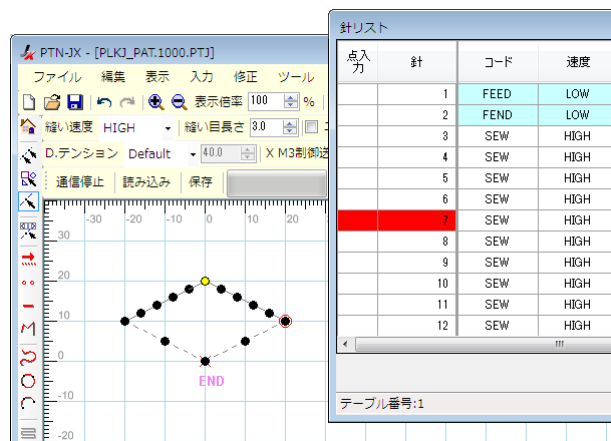 PTN-JX - [PLKJ_PAT.1000.PTJ]
ファイル 編集 表示 入力 修正 ツール
表示倍率 100 %
縫い速度 HIGH 縫い目長さ 3.0
D.テンション Default 40.0 X M3制御送
通信停止 読み込み 保存
-30 -20 -10 0 10 20
30
20
10
0
END
-10
-20
針リスト
点入力 針 コード 速度
1 FEED LOW
2 FEND LOW
3 SEW HIGH
4 SEW HIGH
5 SEW HIGH
6 SEW HIGH
7 SEW HIGH
8 SEW HIGH
9 SEW HIGH
10 SEW HIGH
11 SEW HIGH
12 SEW HIGH
テーブル番号:1